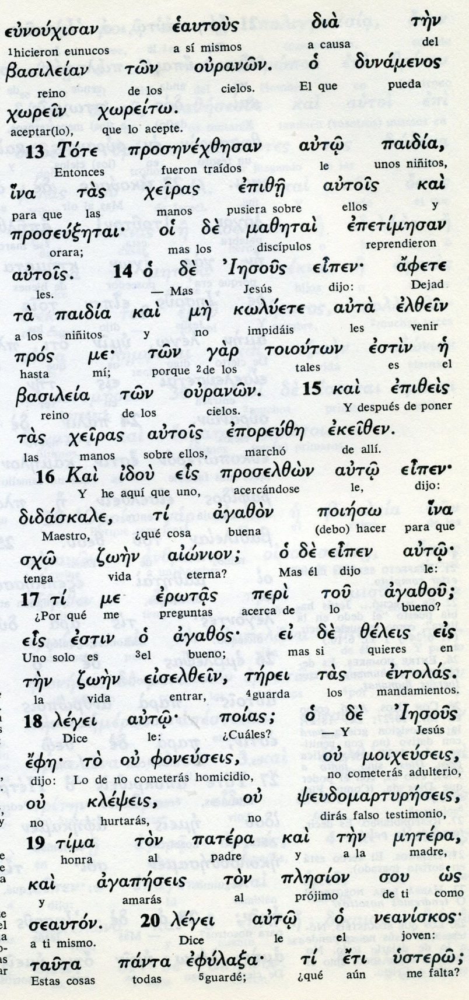 εὐνούχισαν ἑαυτοὺς διὰ τὴν
¹hicieron eunucos a sí mismos a causa del
βασιλείαν τῶν οὐρανῶν. ὁ δυνάμενος
reino de los cielos. El que pueda
χωρεῖν χωρείτω.
aceptar(lo), que lo acepte.
13 Τότε προσηνέχθησαν αὐτῷ παιδία,
Entonces fueron traídos le unos niñitos,
ἵνα τὰς χεῖρας ἐπιθῇ αὐτοῖς καὶ
para que las manos pusiera sobre ellos y
προσεύξηται· οἱ δὲ μαθηταὶ ἐπετίμησαν
orara; mas los discípulos reprendieron
αὐτοῖς. 14 ὁ δὲ Ἰησοῦς εἶπεν· ἄφετε
les. — Mas Jesús dijo: Dejad
τὰ παιδία καὶ μὴ κωλύετε αὐτὰ ἐλθεῖν
a los niñitos y no impidáis les venir
πρός με· τῶν γὰρ τοιούτων ἐστὶν ἡ
hasta mí; porque ²de los tales es el
βασιλεία τῶν οὐρανῶν. 15 καὶ ἐπιθεὶς
reino de los cielos. Y después de poner
τὰς χεῖρας αὐτοῖς ἐπορεύθη ἐκεῖθεν.
las manos sobre ellos, marchó de allí.
16 Καὶ ἰδοὺ εἷς προσελθὼν αὐτῷ εἶπεν·
Y he aquí que uno, acercándose le, dijo:
διδάσκαλε, τί ἀγαθὸν ποιήσω ἵνα
Maestro, ¿qué cosa buena (debo) hacer para que
σχῶ ζωὴν αἰώνιον; ὁ δὲ εἶπεν αὐτῷ·
tenga vida eterna? Mas él dijo le:
17 τί με ἐρωτᾷς περὶ τοῦ ἀγαθοῦ;
¿Por qué me preguntas acerca de lo bueno?
εἷς ἐστιν ὁ ἀγαθός· εἰ δὲ θέλεις εἰς
Uno solo es ³el bueno; mas si quieres en
τὴν ζωὴν εἰσελθεῖν, τήρει τὰς ἐντολάς.
la vida entrar, ⁴guarda los mandamientos.
18 λέγει αὐτῷ· ποίας; ὁ δὲ Ἰησοῦς
Dice le: ¿Cuáles? — Y Jesús
ἔφη· τὸ οὐ φονεύσεις, οὐ μοιχεύσεις,
dijo: Lo de no cometerás homicidio, no cometerás adulterio,
οὐ κλέψεις, οὐ ψευδομαρτυρήσεις,
no hurtarás, no dirás falso testimonio,
19 τίμα τὸν πατέρα καὶ τὴν μητέρα,
honra al padre y a la madre,
καὶ ἀγαπήσεις τὸν πλησίον σου ὡς
y amarás al prójimo de ti como
σεαυτόν. 20 λέγει αὐτῷ ὁ νεανίσκος·
a ti mismo. Dice le el joven:
ταῦτα πάντα ἐφύλαξα· τί ἔτι ὑστερῶ;
Estas cosas todas ⁵guardé; ¿qué aún me falta?